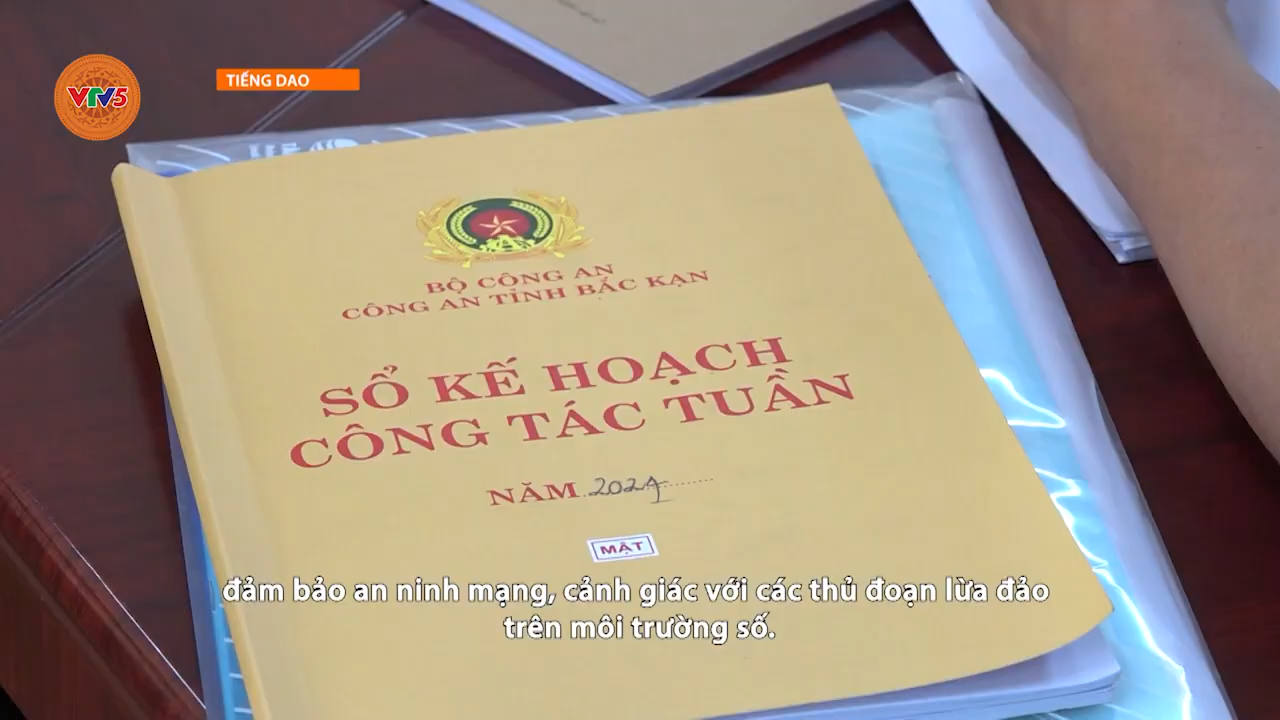 VTV5
TIẾNG DAO
BỘ CÔNG AN
CÔNG AN TỈNH BẮC KẠN
SỔ KẾ HOẠCH
CÔNG TÁC TUẦN
NĂM 2024
MẬT
đảm bảo an ninh mạng, cảnh giác với các thủ đoạn lừa đảo
trên môi trường số.